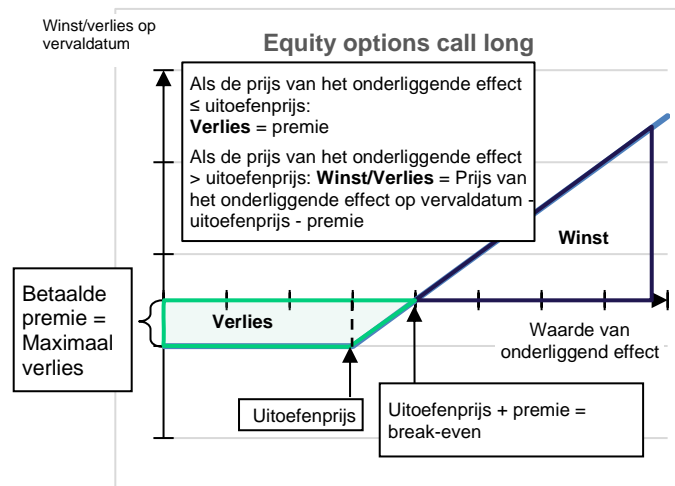 Winst/verlies op
vervaldatum
Equity options call long
Als de prijs van het onderliggende effect
≤ uitoefenprijs:
Verlies = premie
Als de prijs van het onderliggende effect
> uitoefenprijs: Winst/Verlies = Prijs van
het onderliggende effect op vervaldatum -
uitoefenprijs - premie
Winst
Betaalde
premie =
Maximaal
verlies
Verlies
Waarde van
onderliggend effect
Uitoefenprijs
Uitoefenprijs + premie =
break-even